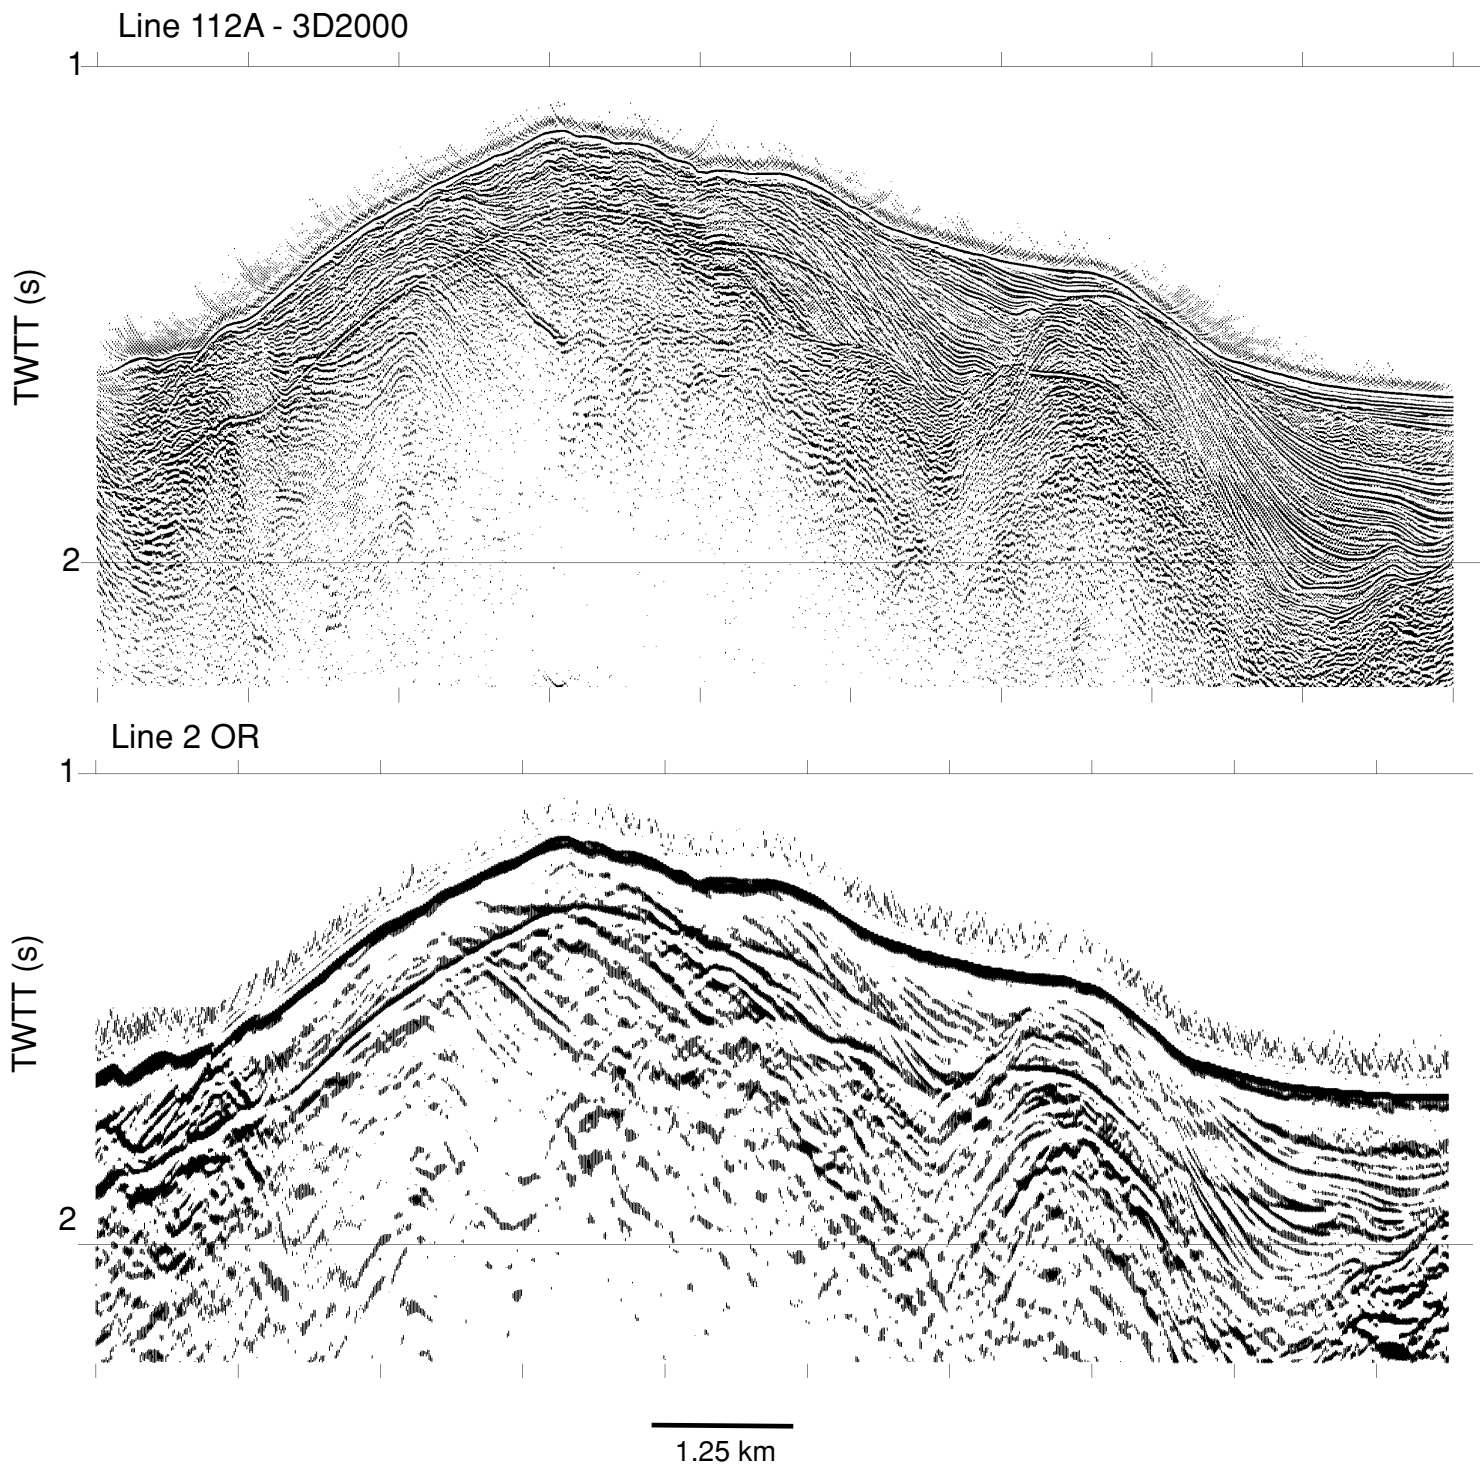 Line 112A - 3D2000
1
TWTT (s)
2
Line 2 OR
1
TWTT (s)
2
1.25 km